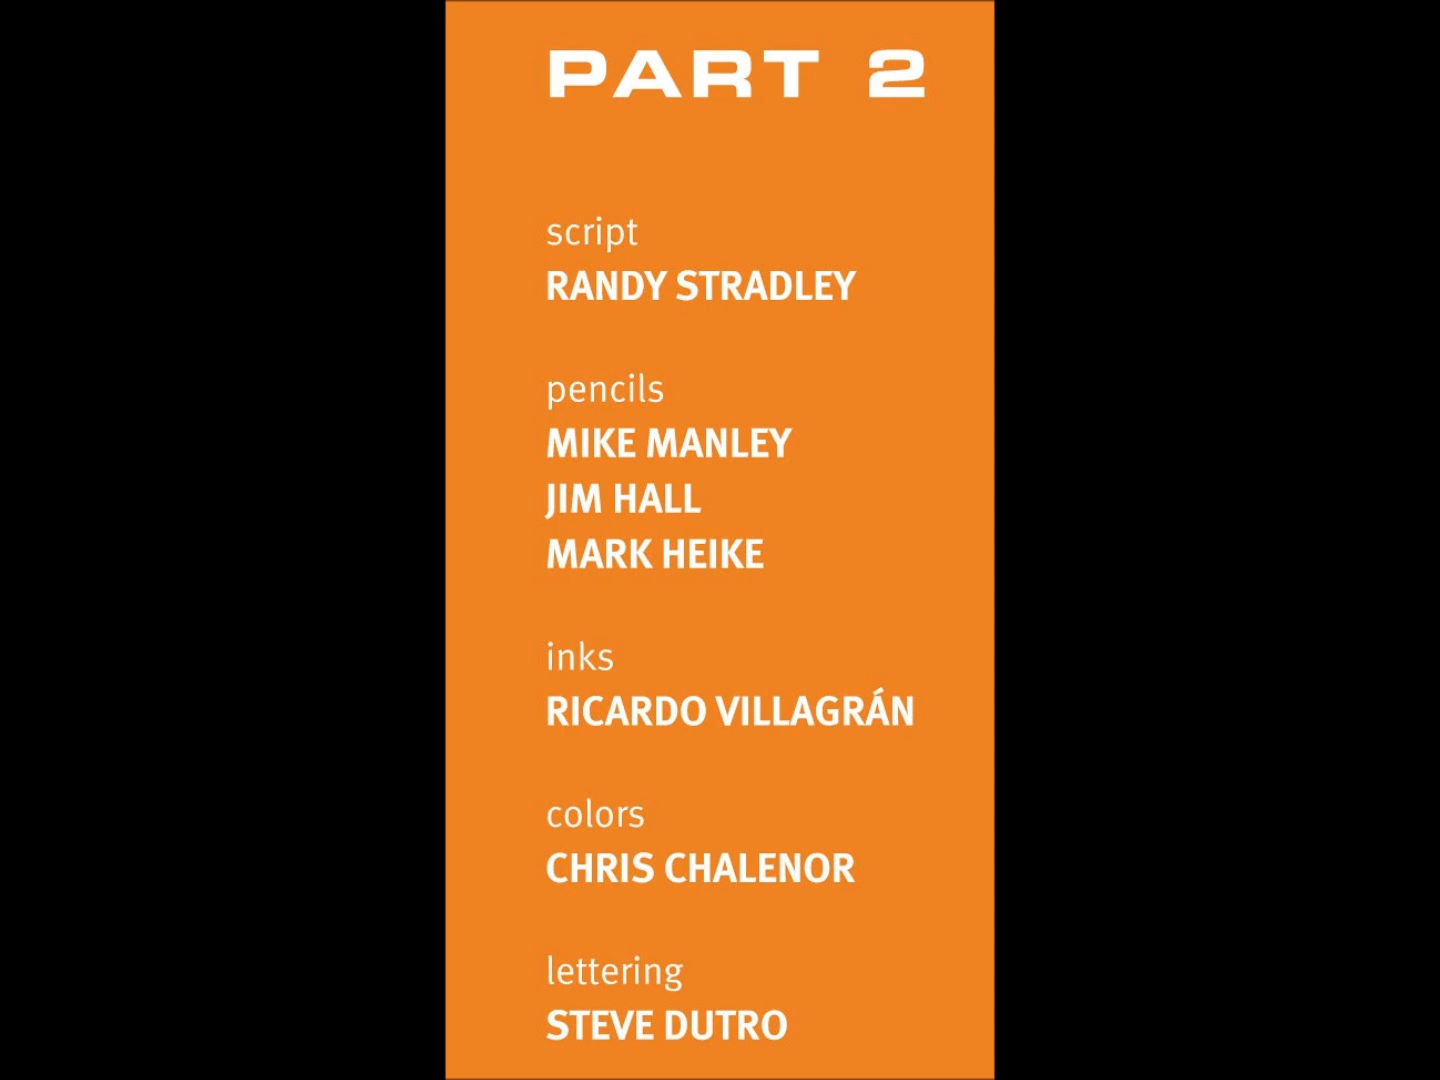 PART 2
script
RANDY STRADLEY
pencils
MIKE MANLEY
JIM HALL
MARK HEIKE
inks
RICARDO VILLAGRÁN
colors
CHRIS CHALENOR
lettering
STEVE DUTRO